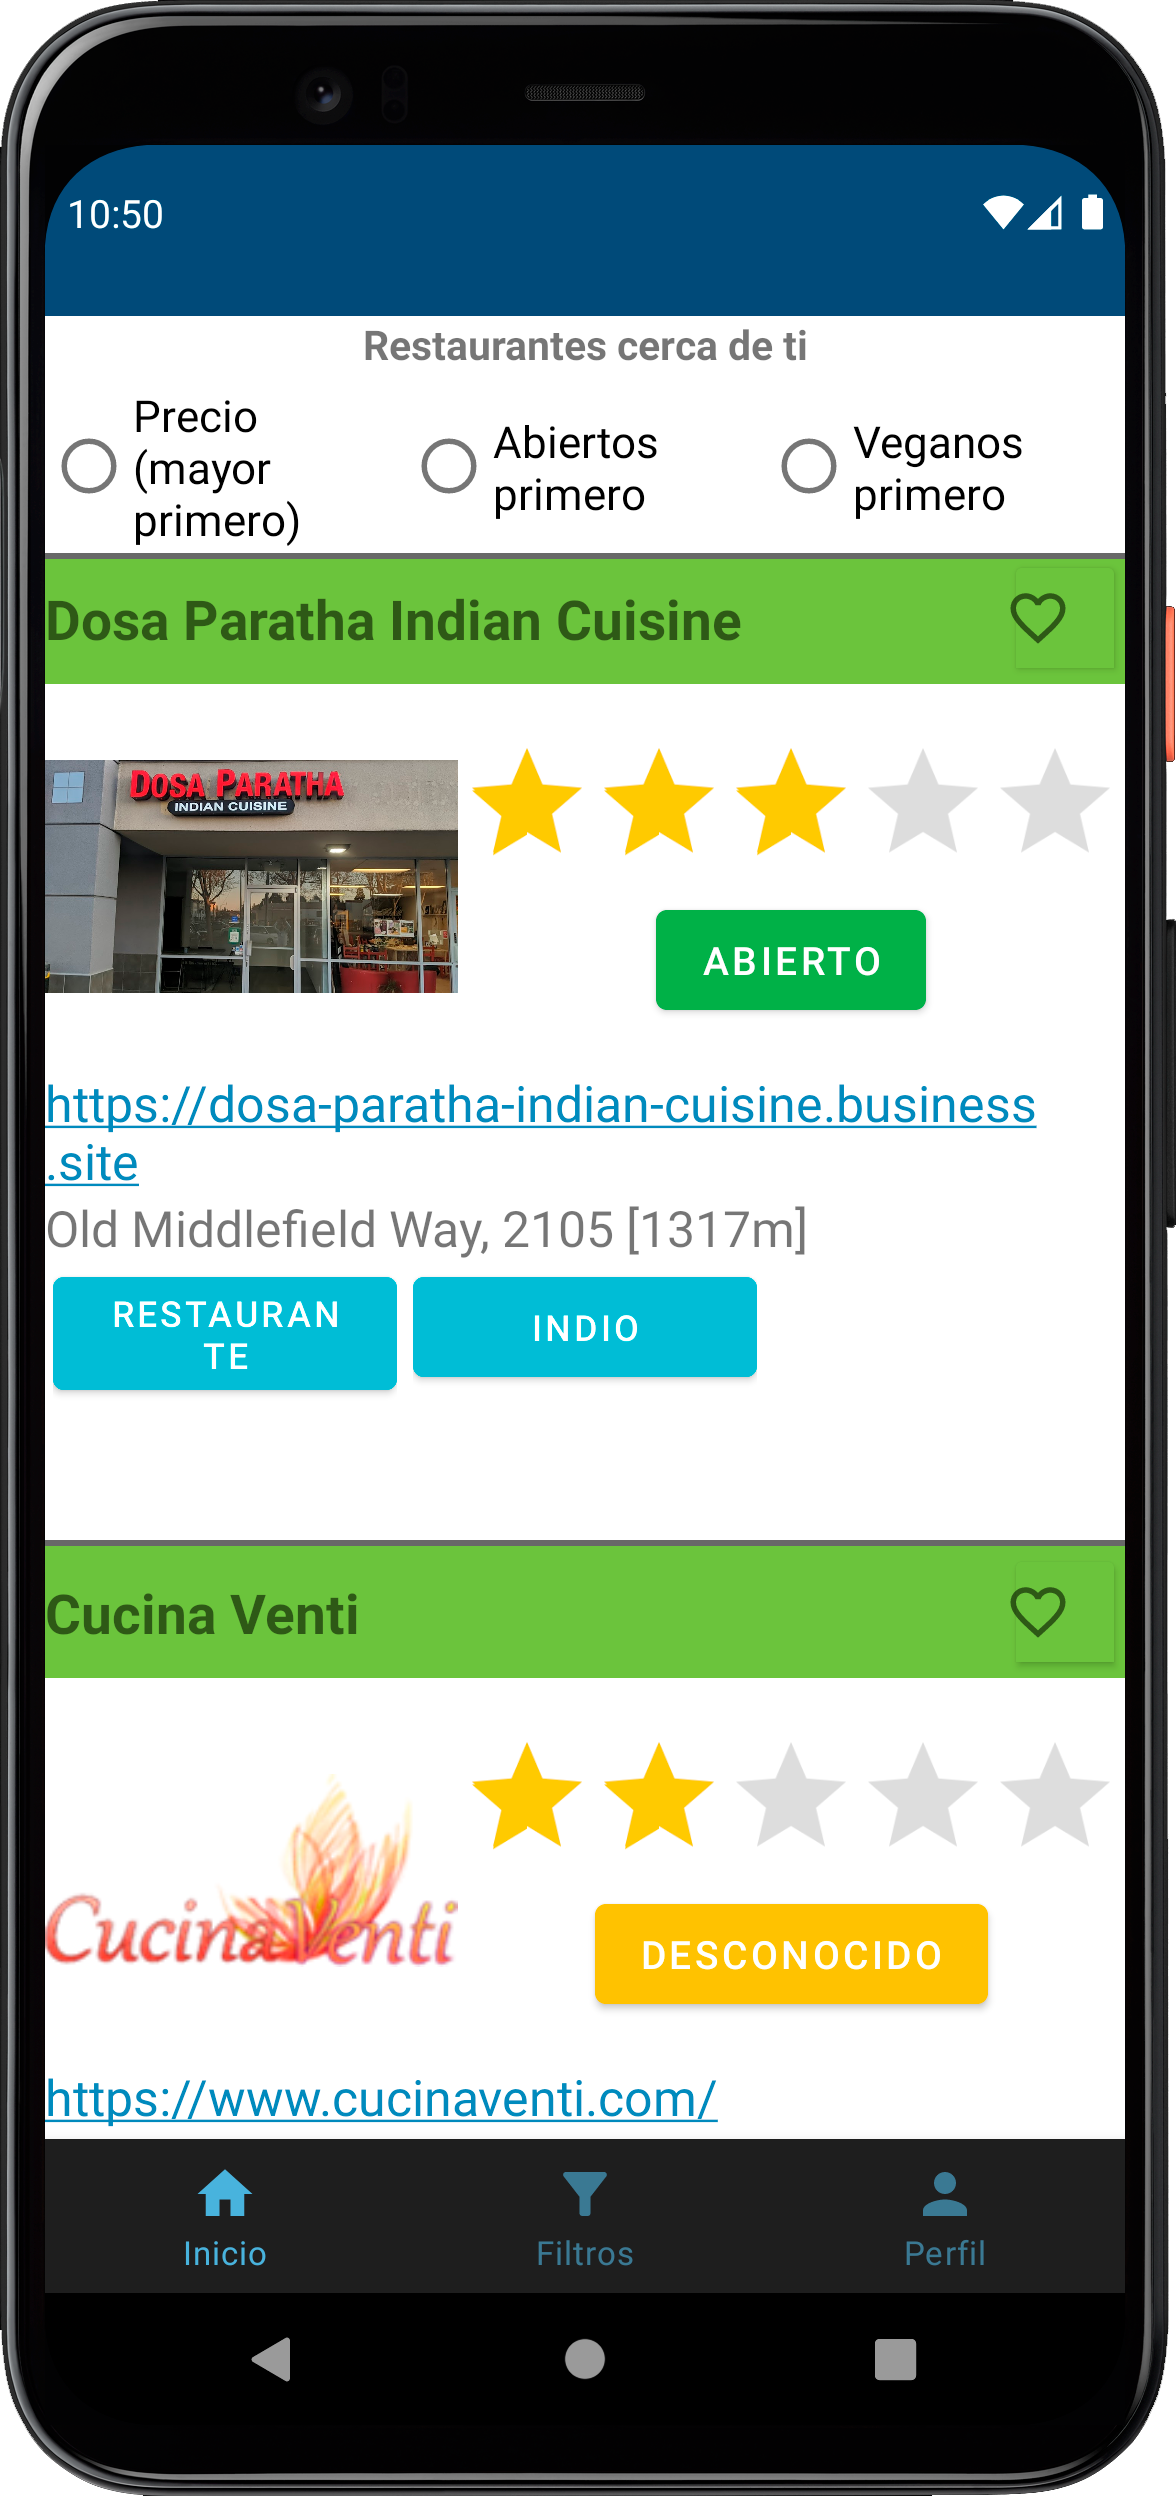 10:50
Restaurantes cerca de ti
Precio
(mayor
primero)
Abiertos
primero
Veganos
primero
Dosa Paratha Indian Cuisine
DOSA PARATHA
INDIAN CUISINE
ABIERTO
https://dosa-paratha-indian-cuisine.business
.site
Old Middlefield Way, 2105 [1317m]
RESTAURAN
TE
INDIO
Cucina Venti
CucinaVenti
DESCONOCIDO
https://www.cucinaventi.com/
Inicio
Filtros
Perfil